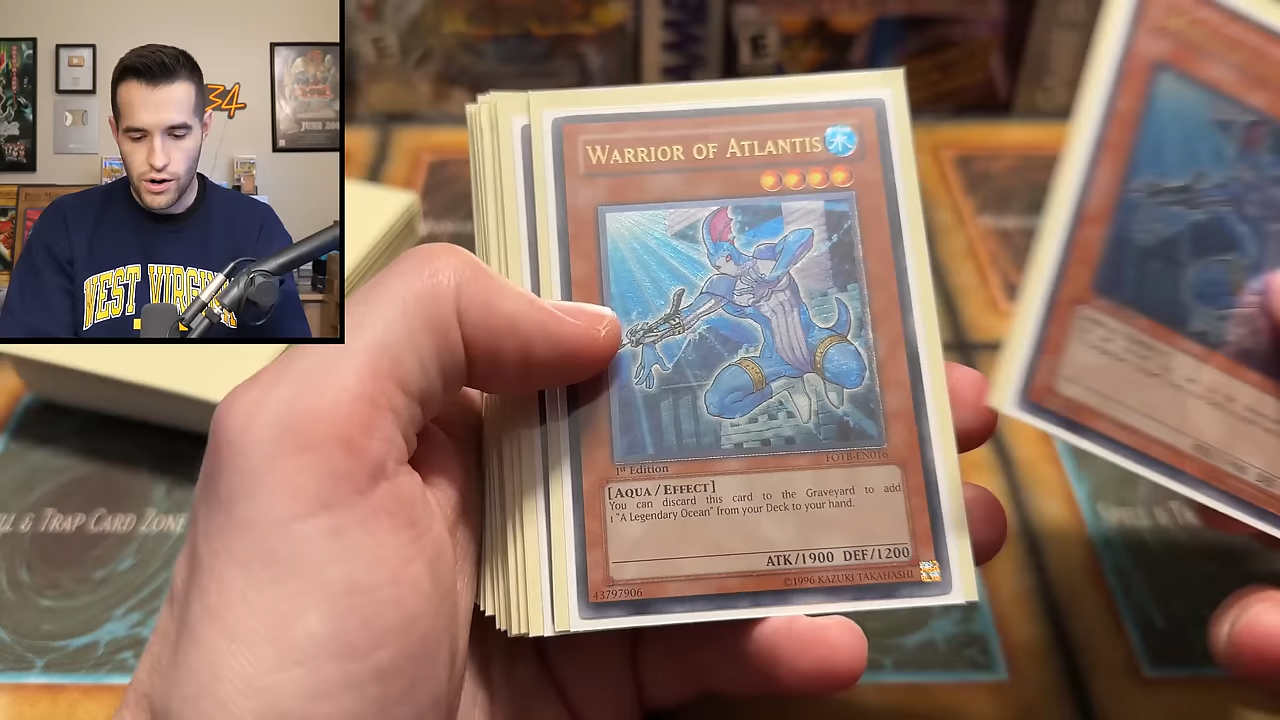 34
JUNE
WEST VIRGIN
WARRIOR OF ATLANTIS
水
1ST Edition
FOTB-EN016
[AQUA / EFFECT]
You can discard this card to the Graveyard to add
1 "A Legendary Ocean" from your Deck to your hand.
ATK/1900 DEF/1200
43797906
©1996 KAZUKI TAKAHASHI
& TRAP CARD ZONE
E